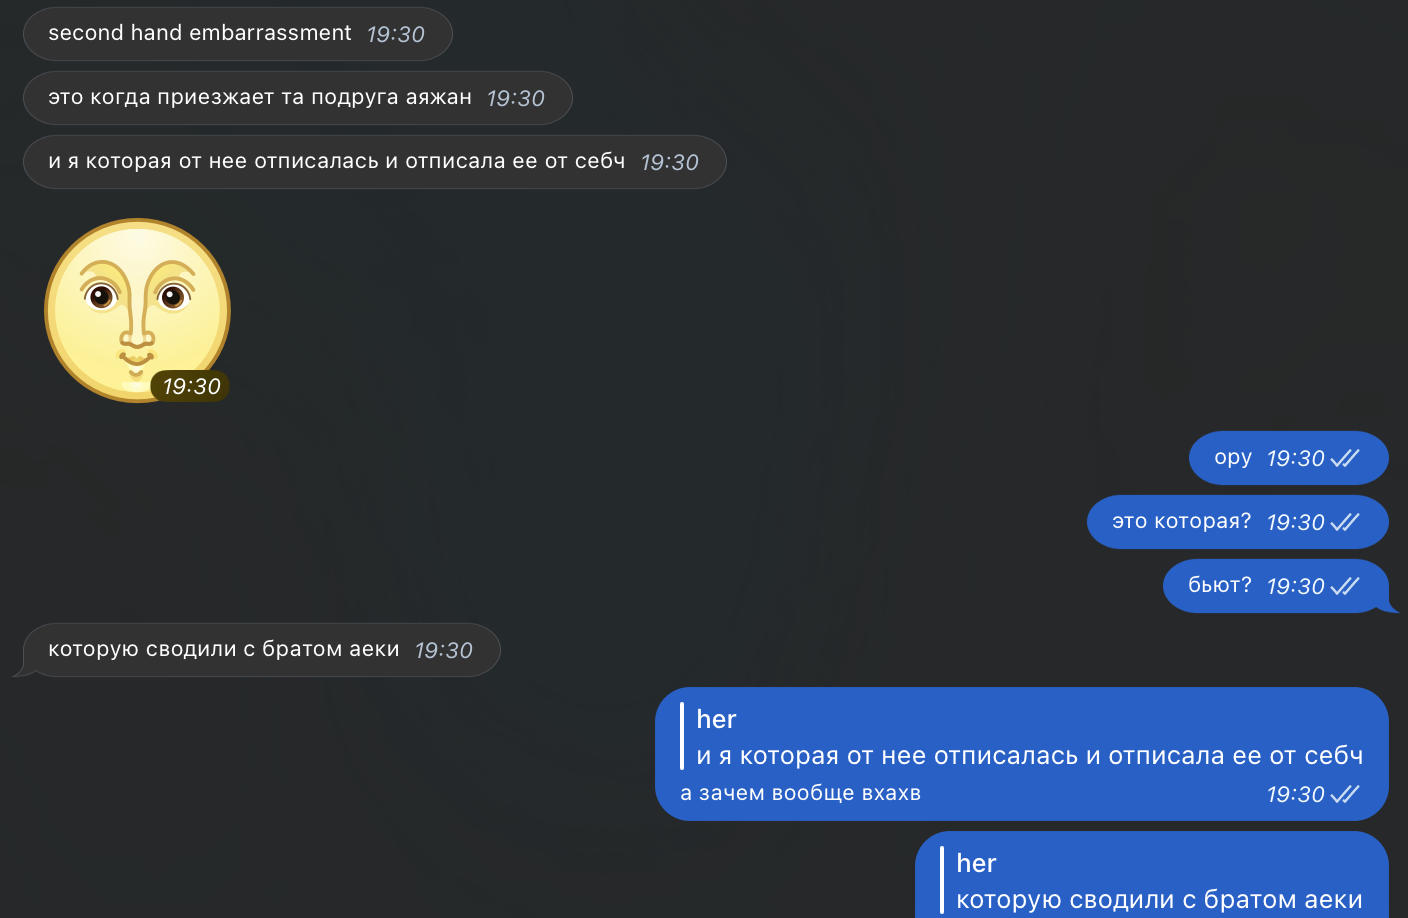 second hand embarrassment 19:30
это когда приезжает та подруга аяжан 19:30
и я которая от нее отписалась и отписала ее от себч 19:30
19:30
ору 19:30
это которая? 19:30
бьют? 19:30
которую сводили с братом аеки 19:30
her
и я которая от нее отписалась и отписала ее от себч
а зачем вообще вхахв 19:30
her
которую сводили с братом аеки